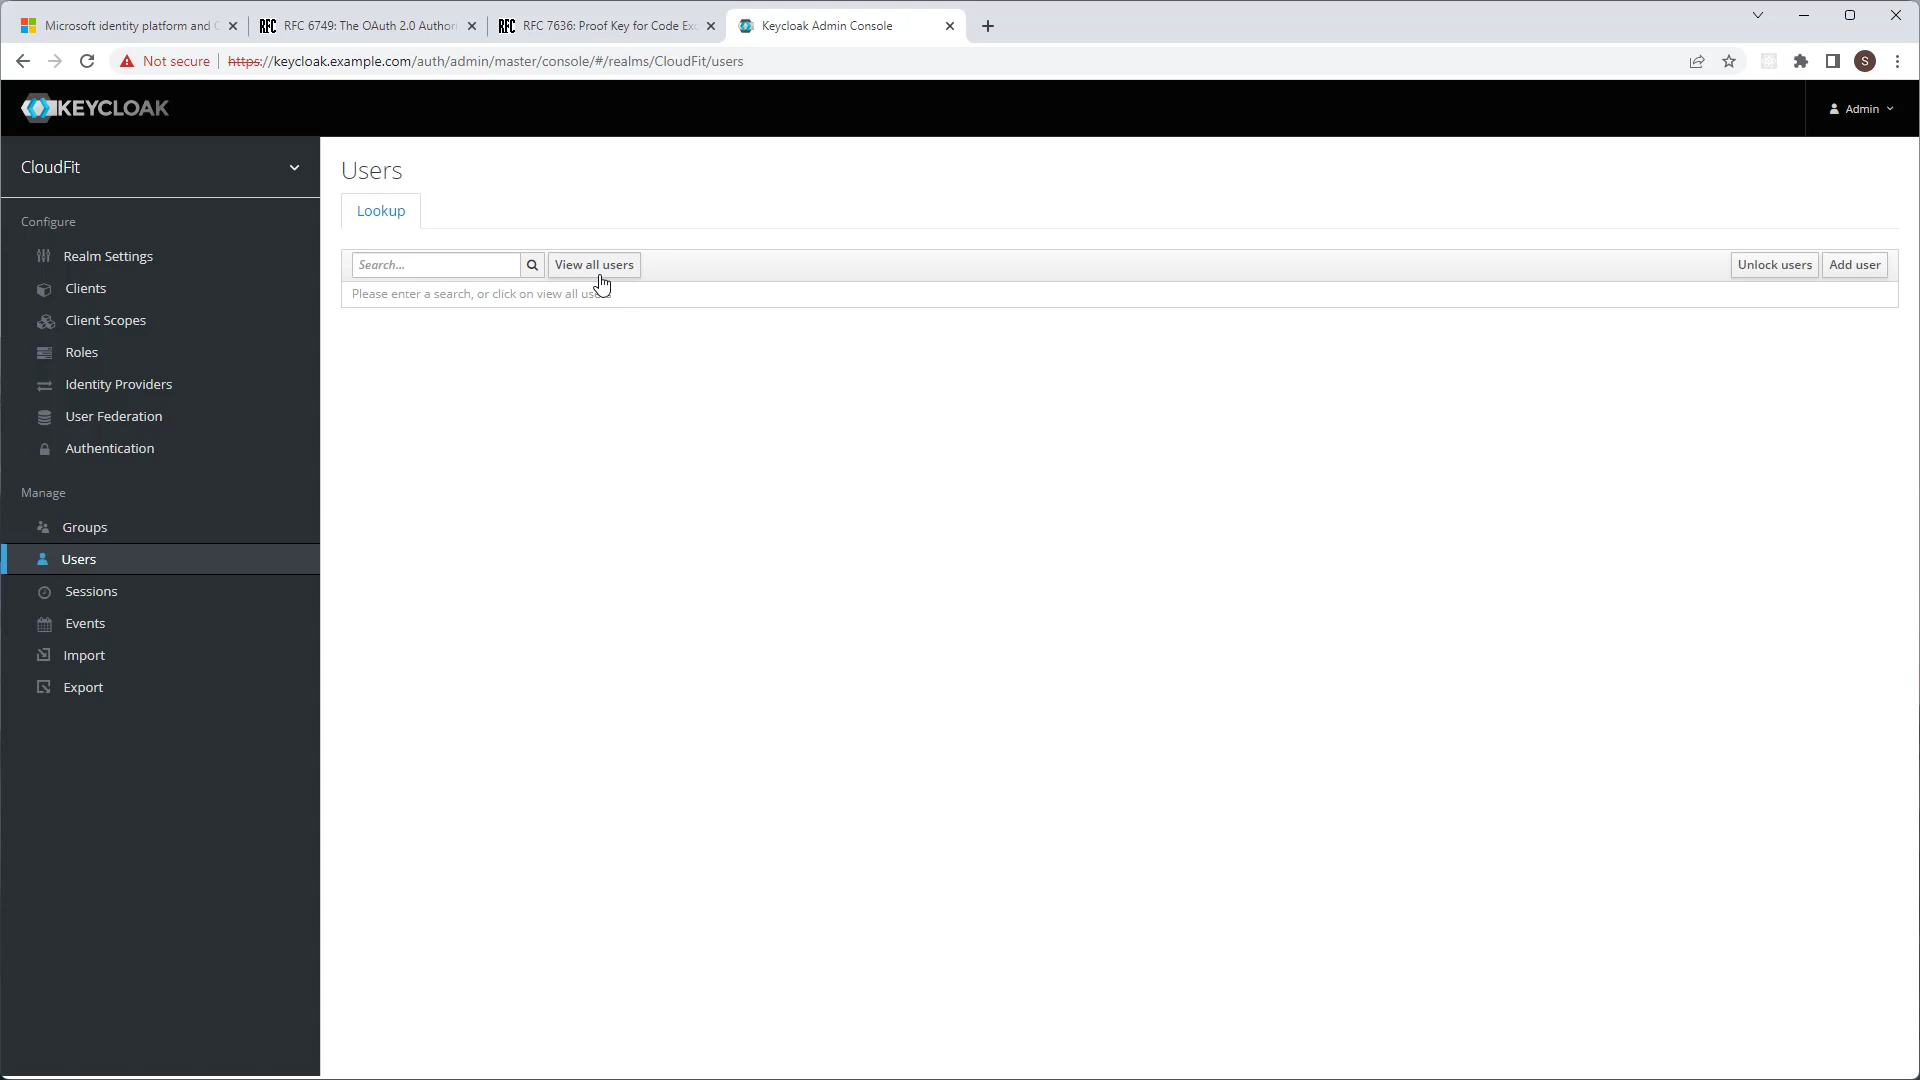 Microsoft identity platform and
RFC 6749: The OAuth 2.0 Author
RFC 7636: Proof Key for Code Exc
Keycloak Admin Console
Not secure
https://keycloak.example.com/auth/admin/master/console/#/realms/CloudFit/users
S
KEYCLOAK
Admin
CloudFit
Configure
Realm Settings
Clients
Client Scopes
Roles
Identity Providers
User Federation
Authentication
Manage
Groups
Users
Sessions
Events
Import
Export
Users
Lookup
Search...
View all users
Unlock users
Add user
Please enter a search, or click on view all users